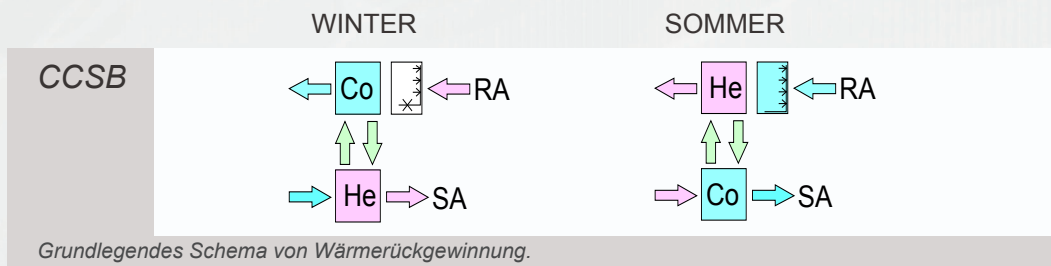 WINTER SOMMER
CCSB
Co RA He RA
He SA Co SA
Grundlegendes Schema von Wärmerückgewinnung.